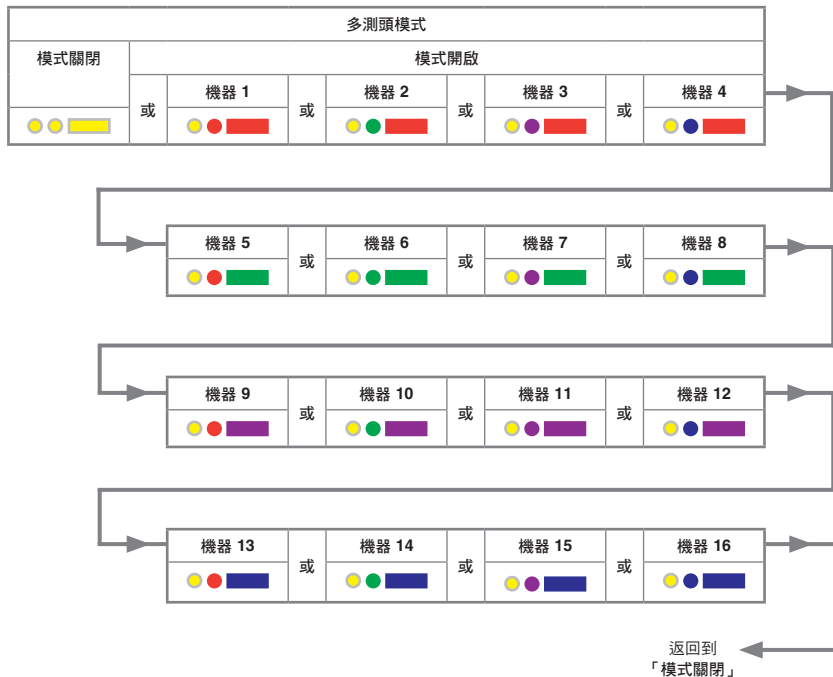 多測頭模式
模式關閉
模式開啟
或
機器 1
或
機器 2
或
機器 3
或
機器 4
機器 5
或
機器 6
或
機器 7
或
機器 8
機器 9
或
機器 10
或
機器 11
或
機器 12
機器 13
或
機器 14
或
機器 15
或
機器 16
返回到
「模式關閉」